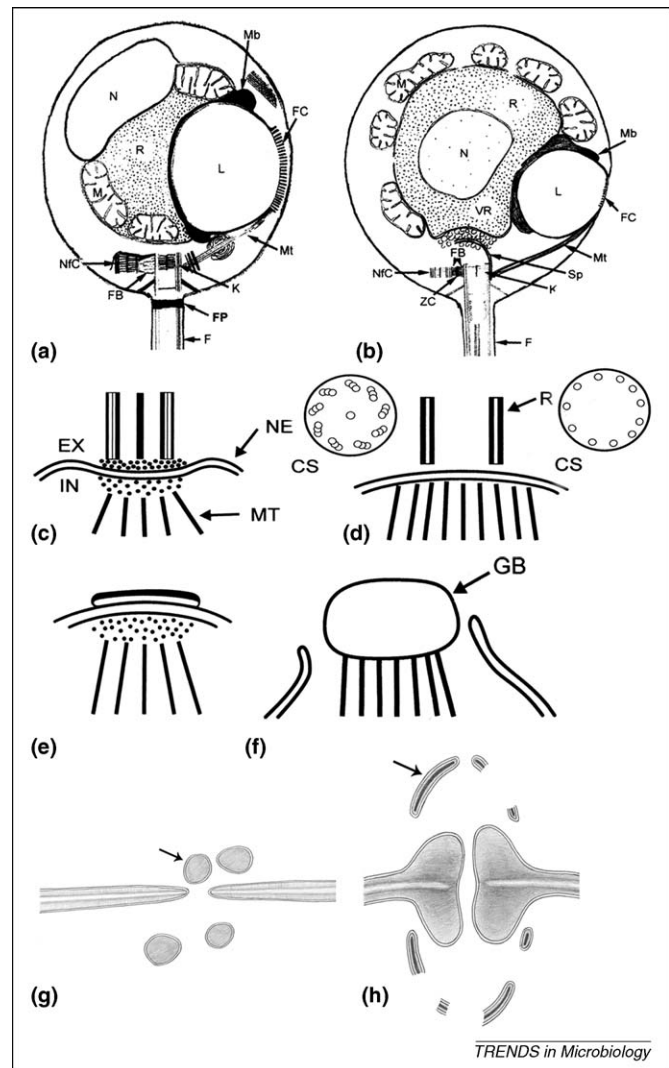 Mb
N
FC
R
L
M
Mt
NfC
FB
K
FP
F
(a)
M
R
Mb
N
L
FC
VR
Mt
FB
Sp
NfC
K
ZC
F
(b)
EX
NE
IN
CS
MT
(c)
R
CS
(d)
(e)
GB
(f)
(g)
(h)
TRENDS in Microbiology